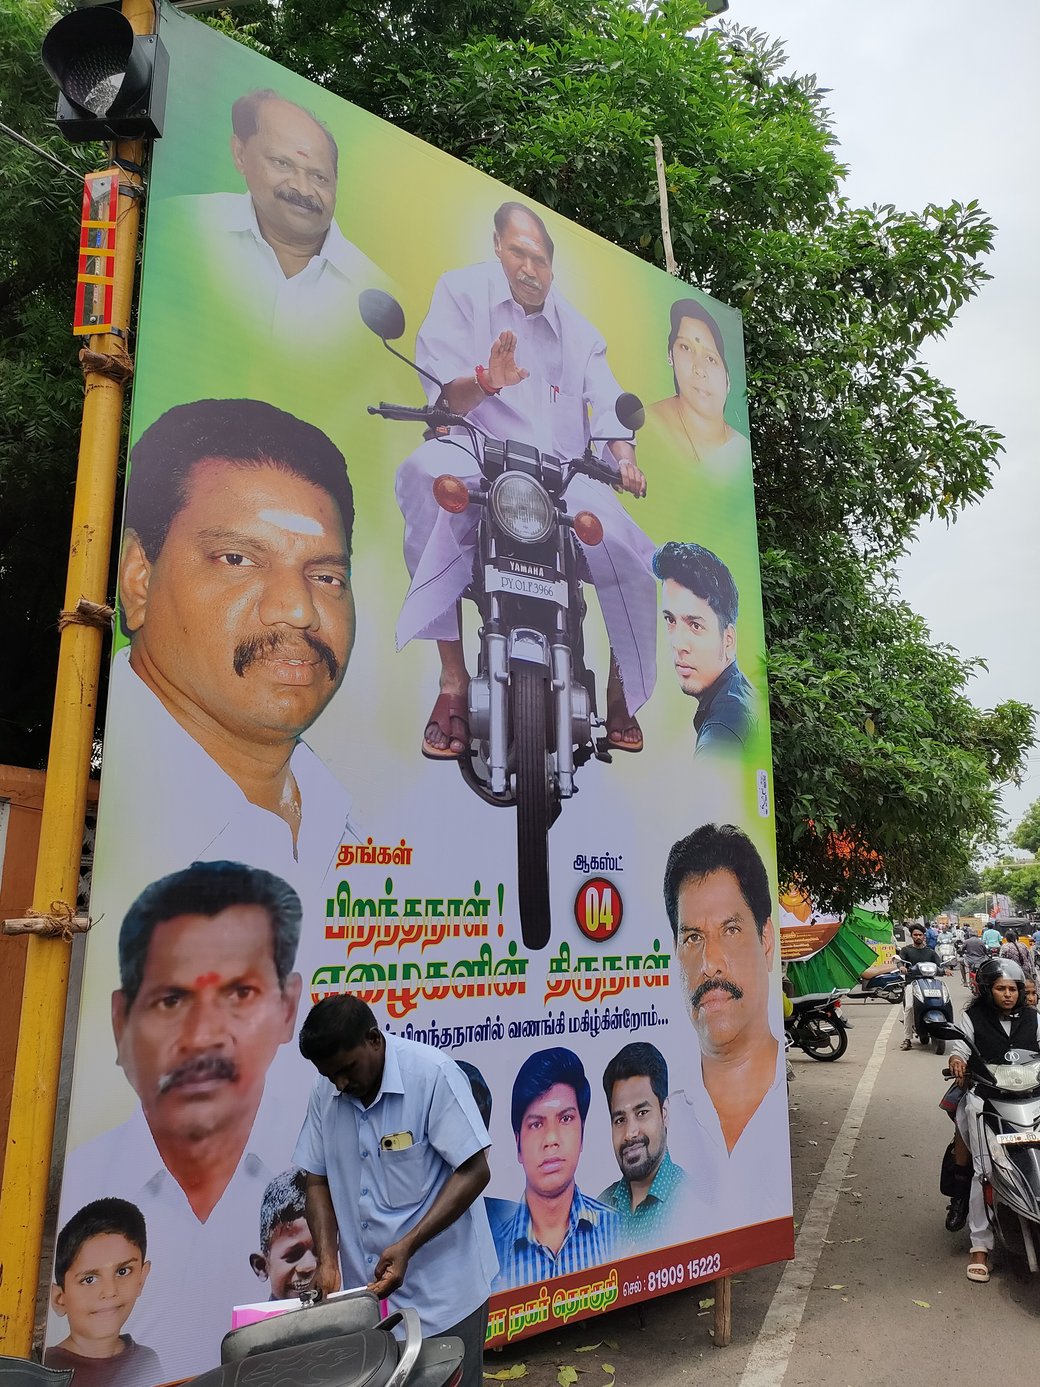 YAMAHA
PY.01.F.3966
தங்கள்
பிறந்தநாள்!
ஆகஸ்ட்
04
ஏழைகளின் திருநாள்
பிறந்தநாளில் வணங்கி மகிழ்கின்றோம்...
நகர் தொகுதி செல் : 81909 15223